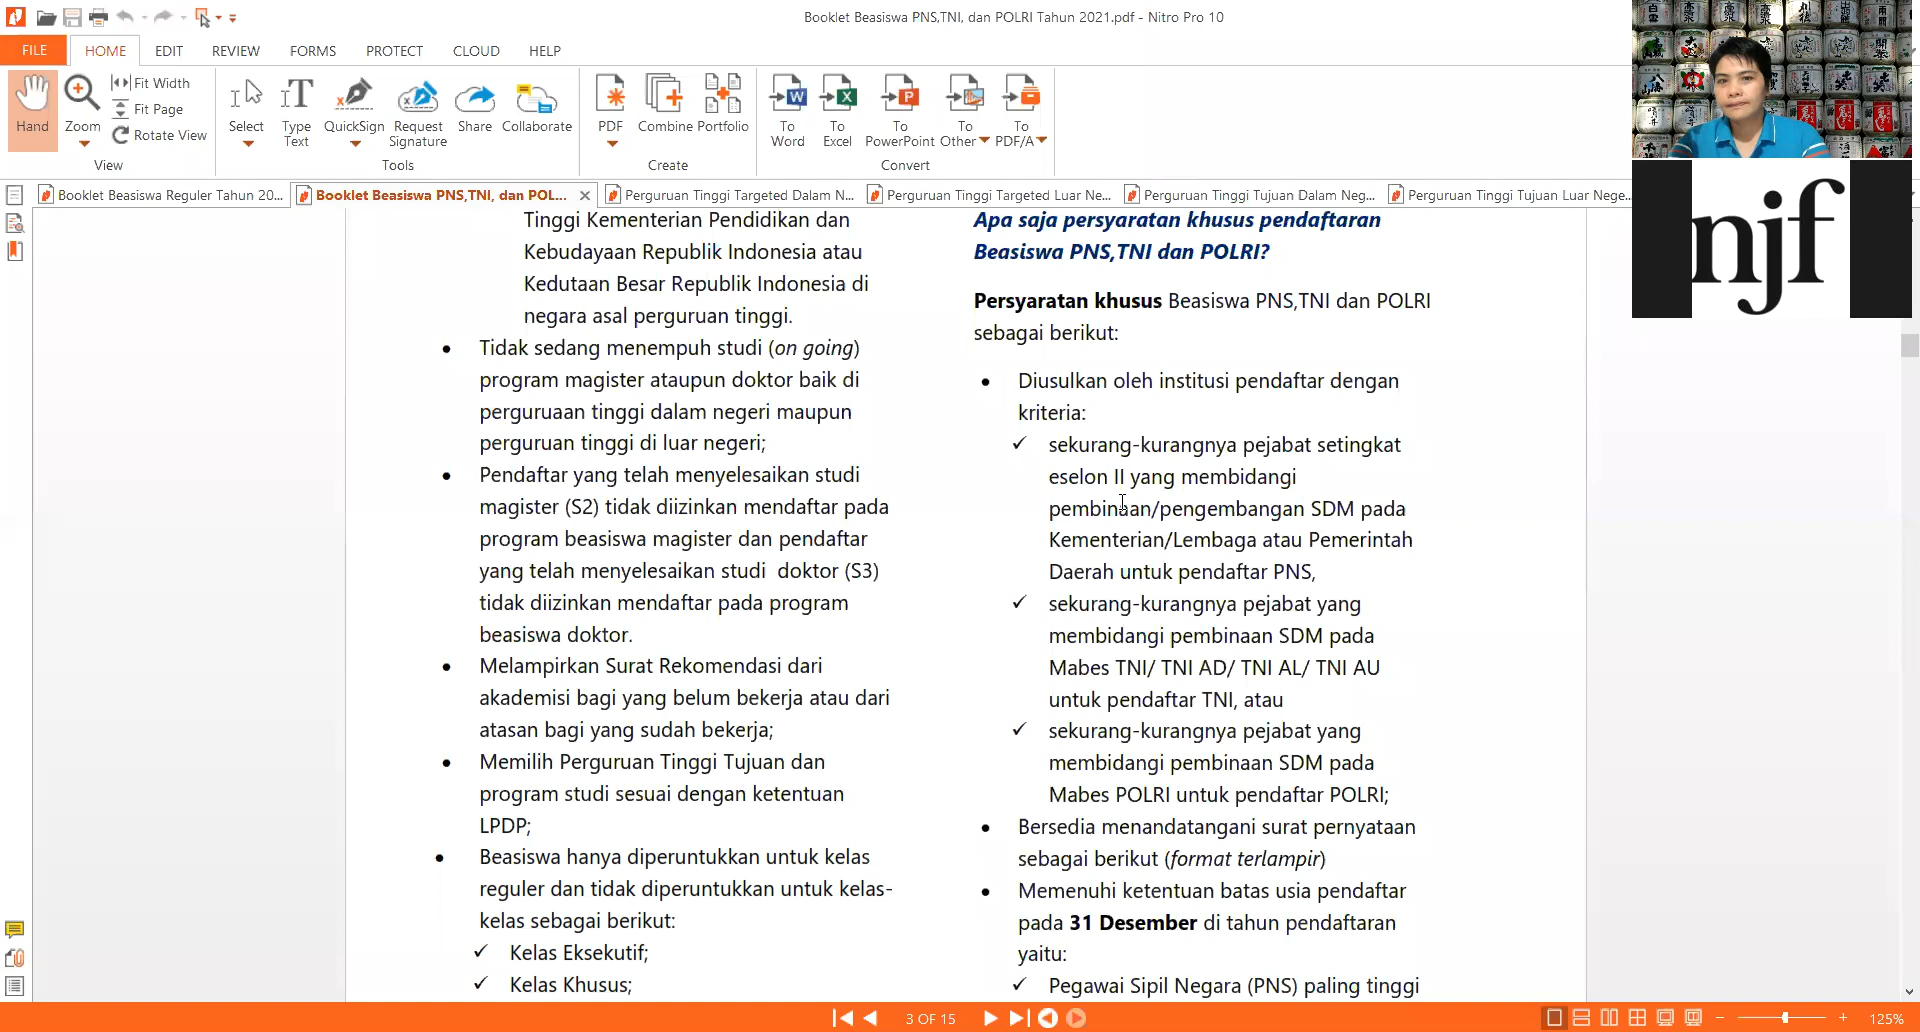 Booklet Beasiswa PNS,TNI, dan POLRI Tahun 2021.pdf - Nitro Pro 10
FILE HOME EDIT REVIEW FORMS PROTECT CLOUD HELP
Hand
Zoom
Fit Width
Fit Page
Rotate View
View
Select
Type Text
QuickSign
Request Signature
Share
Collaborate
Tools
PDF
Combine
Portfolio
Create
To Word
To Excel
To PowerPoint
To Other
To PDF/A
Convert
Booklet Beasiswa Reguler Tahun 20...
Booklet Beasiswa PNS,TNI, dan POL...
Perguruan Tinggi Targeted Dalam N...
Perguruan Tinggi Targeted Luar Ne...
Perguruan Tinggi Tujuan Dalam Neg...
Perguruan Tinggi Tujuan Luar Nege...
njf
Tinggi Kementerian Pendidikan dan
Kebudayaan Republik Indonesia atau
Kedutaan Besar Republik Indonesia di
negara asal perguruan tinggi.
• Tidak sedang menempuh studi (on going)
program magister ataupun doktor baik di
perguruaan tinggi dalam negeri maupun
perguruan tinggi di luar negeri;
• Pendaftar yang telah menyelesaikan studi
magister (S2) tidak diizinkan mendaftar pada
program beasiswa magister dan pendaftar
yang telah menyelesaikan studi doktor (S3)
tidak diizinkan mendaftar pada program
beasiswa doktor.
• Melampirkan Surat Rekomendasi dari
akademisi bagi yang belum bekerja atau dari
atasan bagi yang sudah bekerja;
• Memilih Perguruan Tinggi Tujuan dan
program studi sesuai dengan ketentuan
LPDP;
• Beasiswa hanya diperuntukkan untuk kelas
reguler dan tidak diperuntukkan untuk kelas-
kelas sebagai berikut:
✓ Kelas Eksekutif;
✓ Kelas Khusus;
Apa saja persyaratan khusus pendaftaran
Beasiswa PNS,TNI dan POLRI?
Persyaratan khusus Beasiswa PNS,TNI dan POLRI
sebagai berikut:
• Diusulkan oleh institusi pendaftar dengan
kriteria:
✓ sekurang-kurangnya pejabat setingkat
eselon II yang membidangi
pembinaan/pengembangan SDM pada
Kementerian/Lembaga atau Pemerintah
Daerah untuk pendaftar PNS,
✓ sekurang-kurangnya pejabat yang
membidangi pembinaan SDM pada
Mabes TNI/ TNI AD/ TNI AL/ TNI AU
untuk pendaftar TNI, atau
✓ sekurang-kurangnya pejabat yang
membidangi pembinaan SDM pada
Mabes POLRI untuk pendaftar POLRI;
• Bersedia menandatangani surat pernyataan
sebagai berikut (format terlampir)
• Memenuhi ketentuan batas usia pendaftar
pada 31 Desember di tahun pendaftaran
yaitu:
✓ Pegawai Sipil Negara (PNS) paling tinggi
3 OF 15
125%